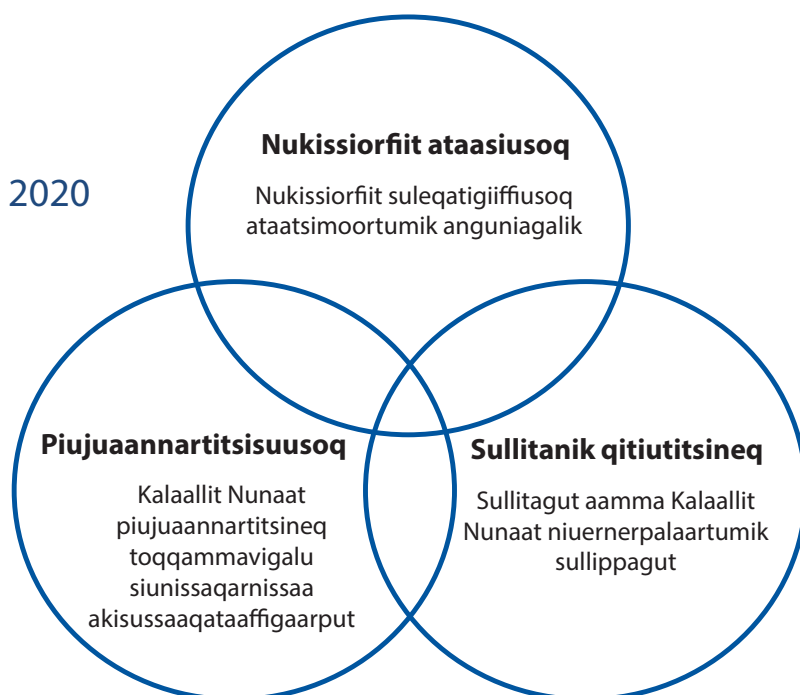 2020
Nukissiorfiit ataasiusoq
Nukissiorfiit suleqatigiiffiusoq
ataatsimoortumik anguniagalik
Piujuaannartitsisuusoq
Kalaallit Nunaat
piujuaannartitsineq
toqqammavigalu
siunissaqarnissaa
akisussaaqataaffigaarput
Sullitanik qitiutitsineq
Sullitagut aamma Kalaallit
Nunaat niuernerpalaartumik
sullippagut